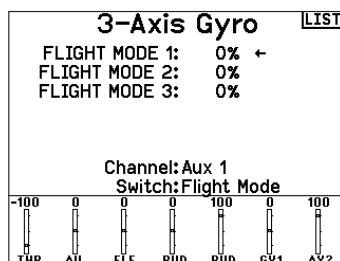 3-Axis Gyro
LIST
FLIGHT MODE 1: 0% ←
FLIGHT MODE 2: 0%
FLIGHT MODE 3: 0%
Channel: Aux 1
Switch: Flight Mode
-100 0 0 0 100 0 100
THR AIL ELE RUD RUD GY1 AX2